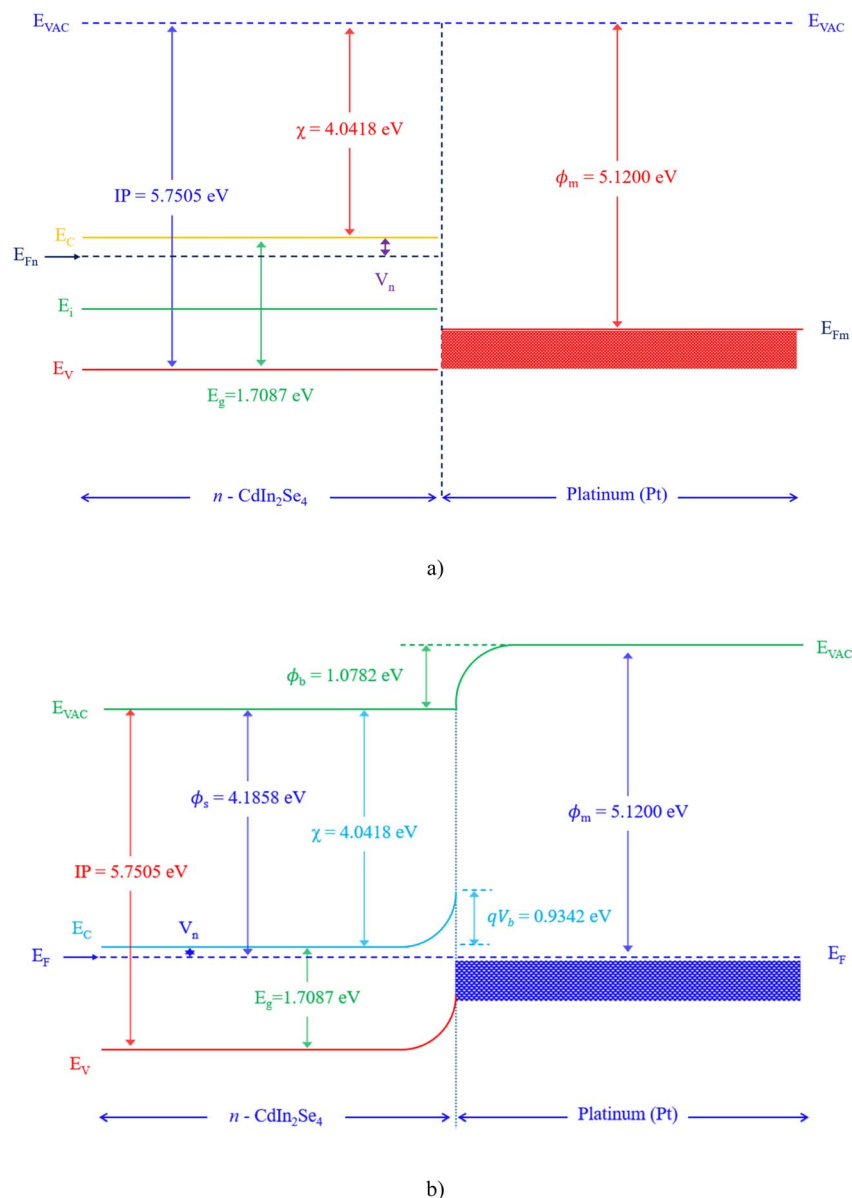 E_VAC E_VAC
χ = 4.0418 eV
ϕ_m = 5.1200 eV
IP = 5.7505 eV
E_C
E_Fn
V_n
E_i
E_Fm
E_V
E_g=1.7087 eV
n - CdIn₂Se₄ Platinum (Pt)
a)
E_VAC
ϕ_b = 1.0782 eV
E_VAC
ϕ_s = 4.1858 eV
ϕ_m = 5.1200 eV
χ = 4.0418 eV
IP = 5.7505 eV
qV_b = 0.9342 eV
E_C V_n
E_F E_F
E_g=1.7087 eV
E_V
n - CdIn₂Se₄ Platinum (Pt)
b)